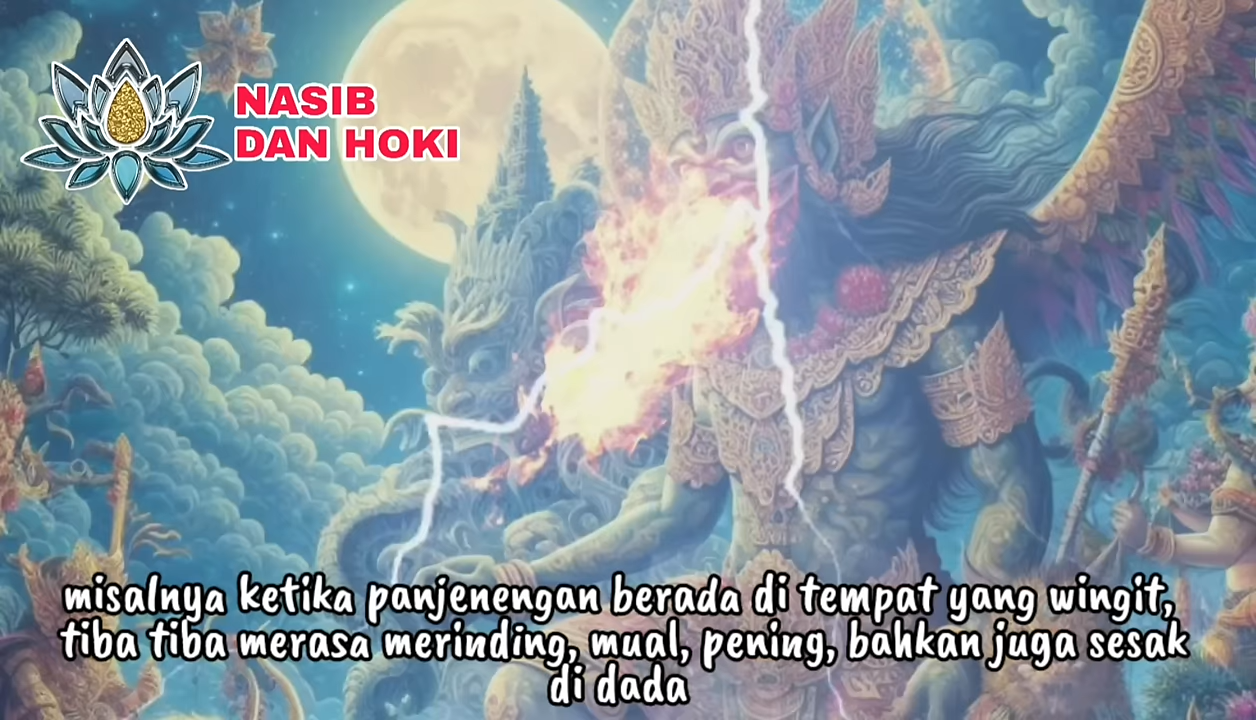 NASIB
DAN HOKI
misalnya ketika panjenengan berada di tempat yang wingit,
tiba tiba merasa merinding, mual, pening, bahkan juga sesak
di dada